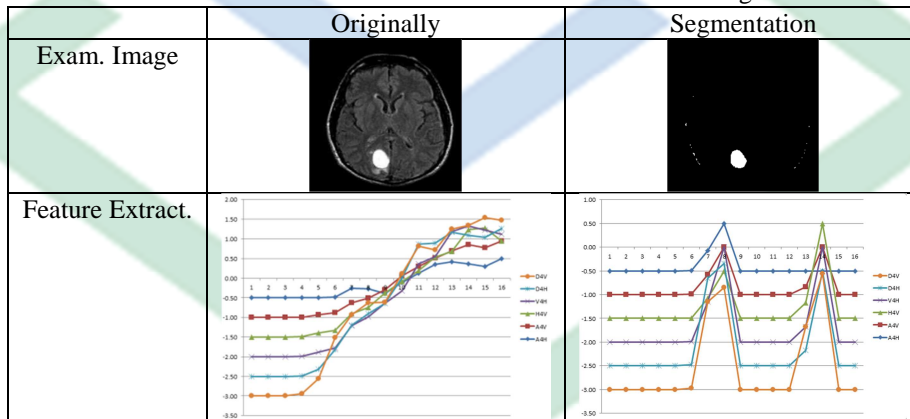 Originally Segmentation
Exam. Image
Feature Extract.
2.00
1.50
1.00
0.50
0.00
-0.50
-1.00
-1.50
-2.00
-2.50
-3.00
-3.50
1 2 3 4 5 6 7 8 9 10 11 12 13 14 15 16
D4V
D4H
V4H
H4V
A4V
A4H
1.00
0.50
0.00
-0.50
-1.00
-1.50
-2.00
-2.50
-3.00
-3.50
1 2 3 4 5 6 7 8 9 10 11 12 13 14 15 16
D4V
D4H
V4H
H4V
A4V
A4H